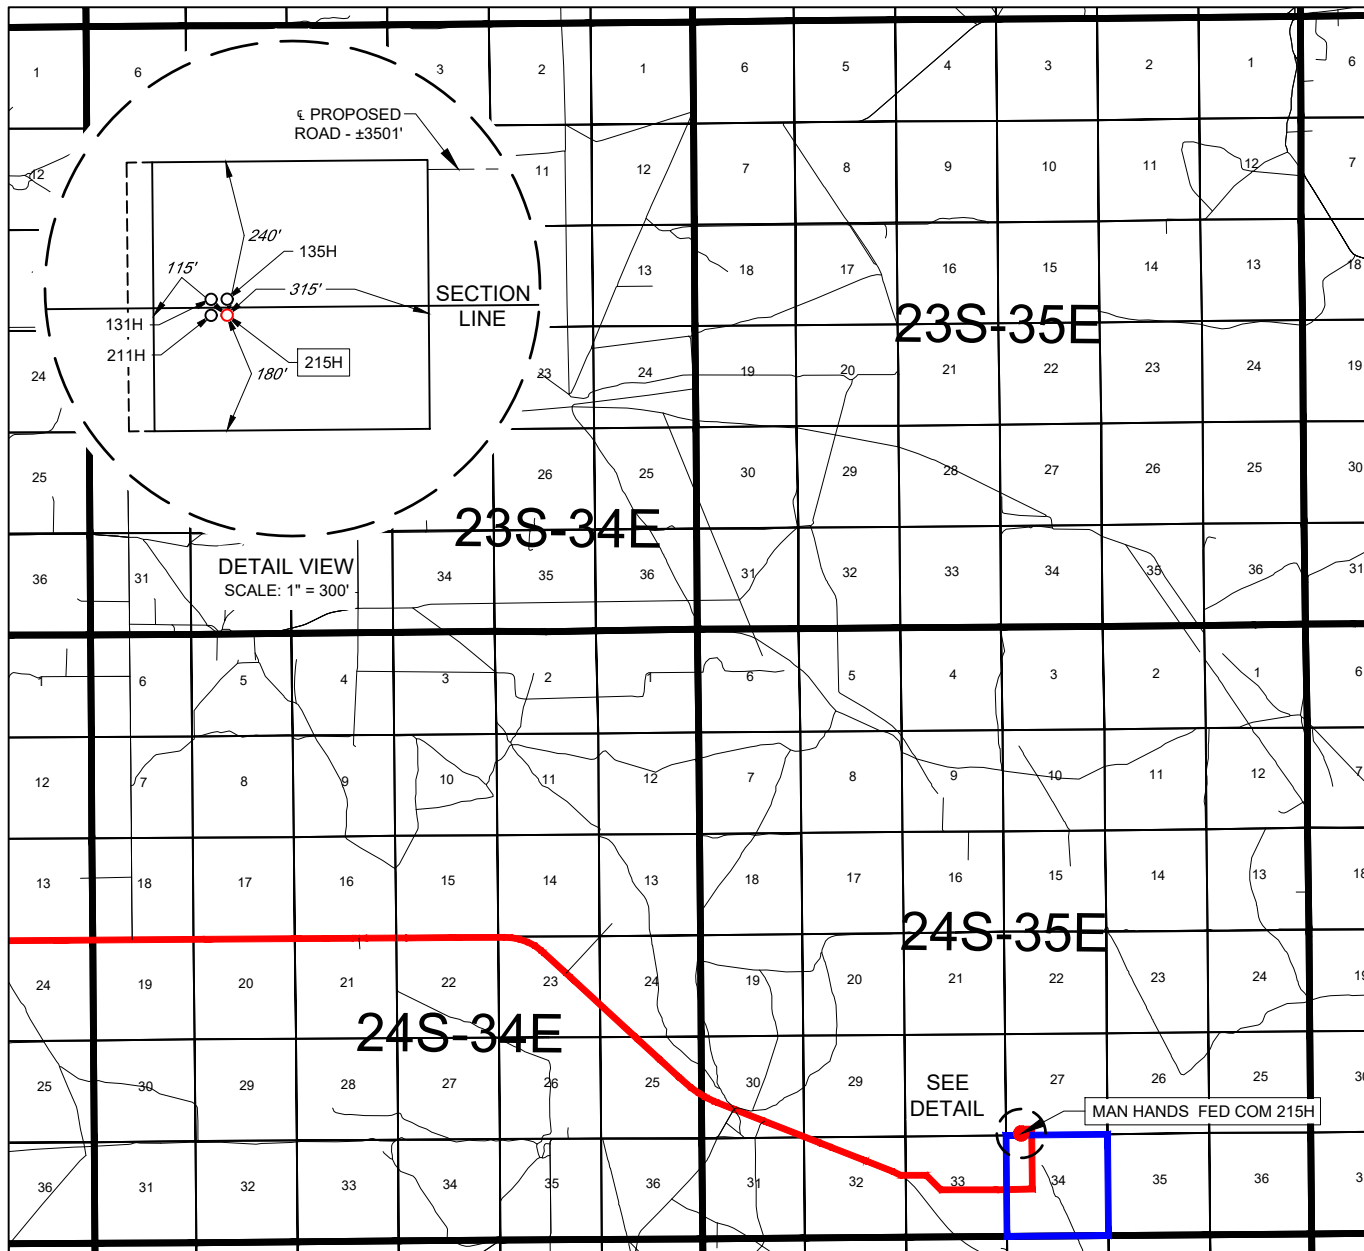 1 6 3 2 1 6 5 4 3 2 1 6
℄ PROPOSED
ROAD - ±3501'
12 11 12 7 8 9 10 11 12 7
240'
135H
115'
315'
SECTION
LINE
131H
211H
215H
180'
13 18 17 16 15 14 13 18
23S-35E
24 23 24 19 20 21 22 23 24 19
25 26 25 30 29 28 27 26 25 30
23S-34E
DETAIL VIEW
SCALE: 1" = 300'
36 31 34 35 36 31 32 33 34 35 36 31
1 6 5 4 3 2 1 6 5 4 3 2 1 6
12 7 8 9 10 11 12 7 8 9 10 11 12 7
13 18 17 16 15 14 13 18 17 16 15 14 13 18
24S-35E
24 19 20 21 22 23 24 19 20 21 22 23 24 19
24S-34E
25 30 29 28 27 26 25 30 29 27 26 25 30
SEE
DETAIL
MAN HANDS FED COM 215H
36 31 32 33 34 35 36 31 32 33 34 35 36 3